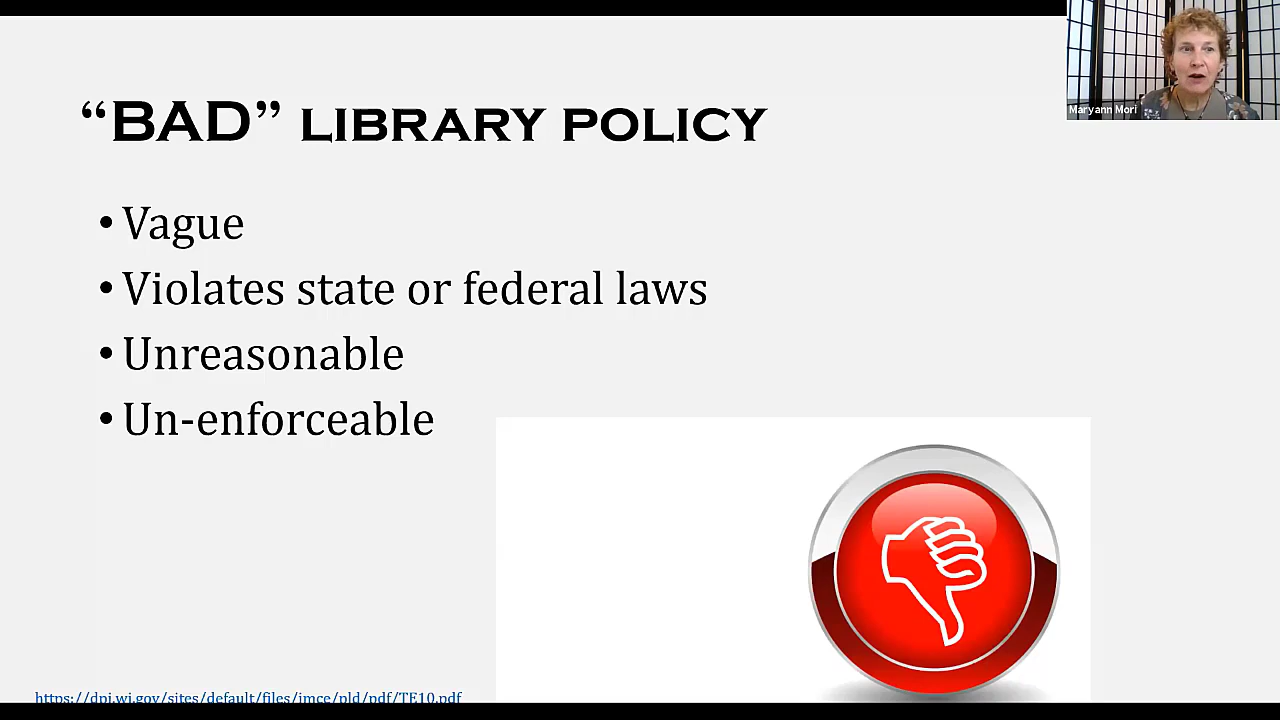 Maryann Mori
“BAD” LIBRARY POLICY
• Vague
• Violates state or federal laws
• Unreasonable
• Un-enforceable
https://dpi.wi.gov/sites/default/files/imce/pld/pdf/TE10.pdf